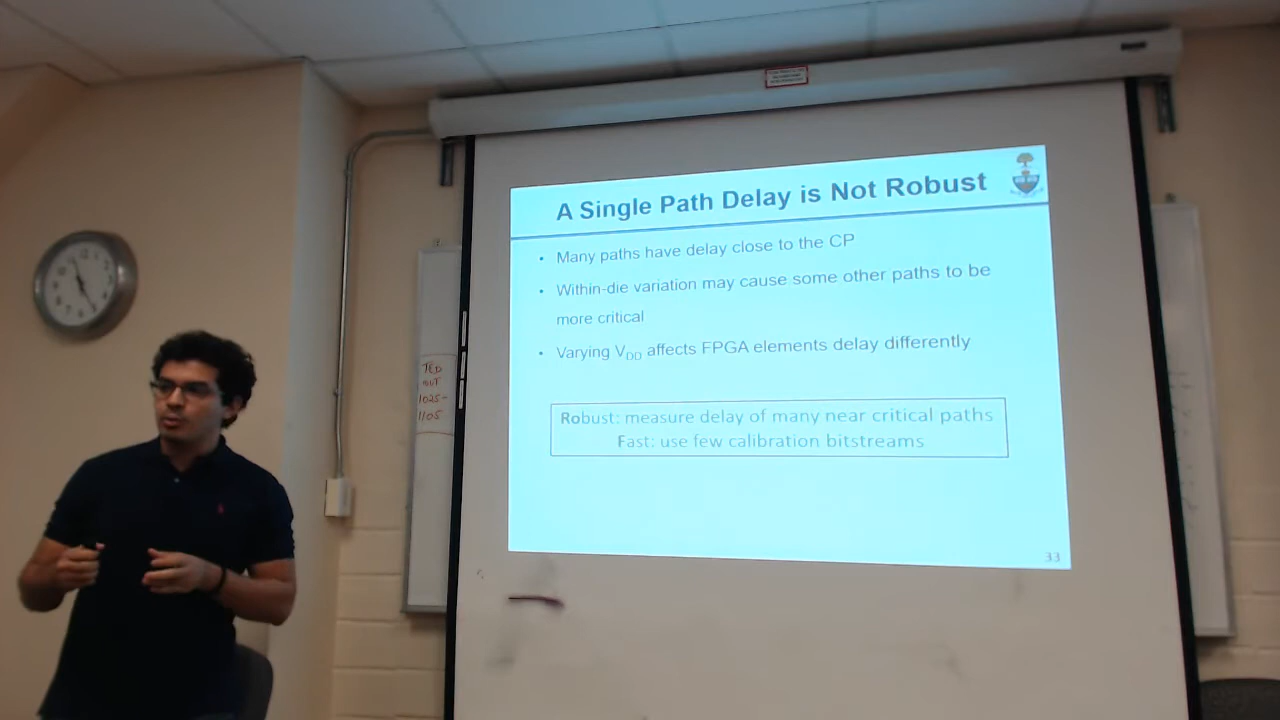 A Single Path Delay is Not Robust
• Many paths have delay close to the CP
• Within-die variation may cause some other paths to be
more critical
• Varying VDD affects FPGA elements delay differently
Robust: measure delay of many near critical paths
Fast: use few calibration bitstreams
33
TED
OUT
1025-
1105